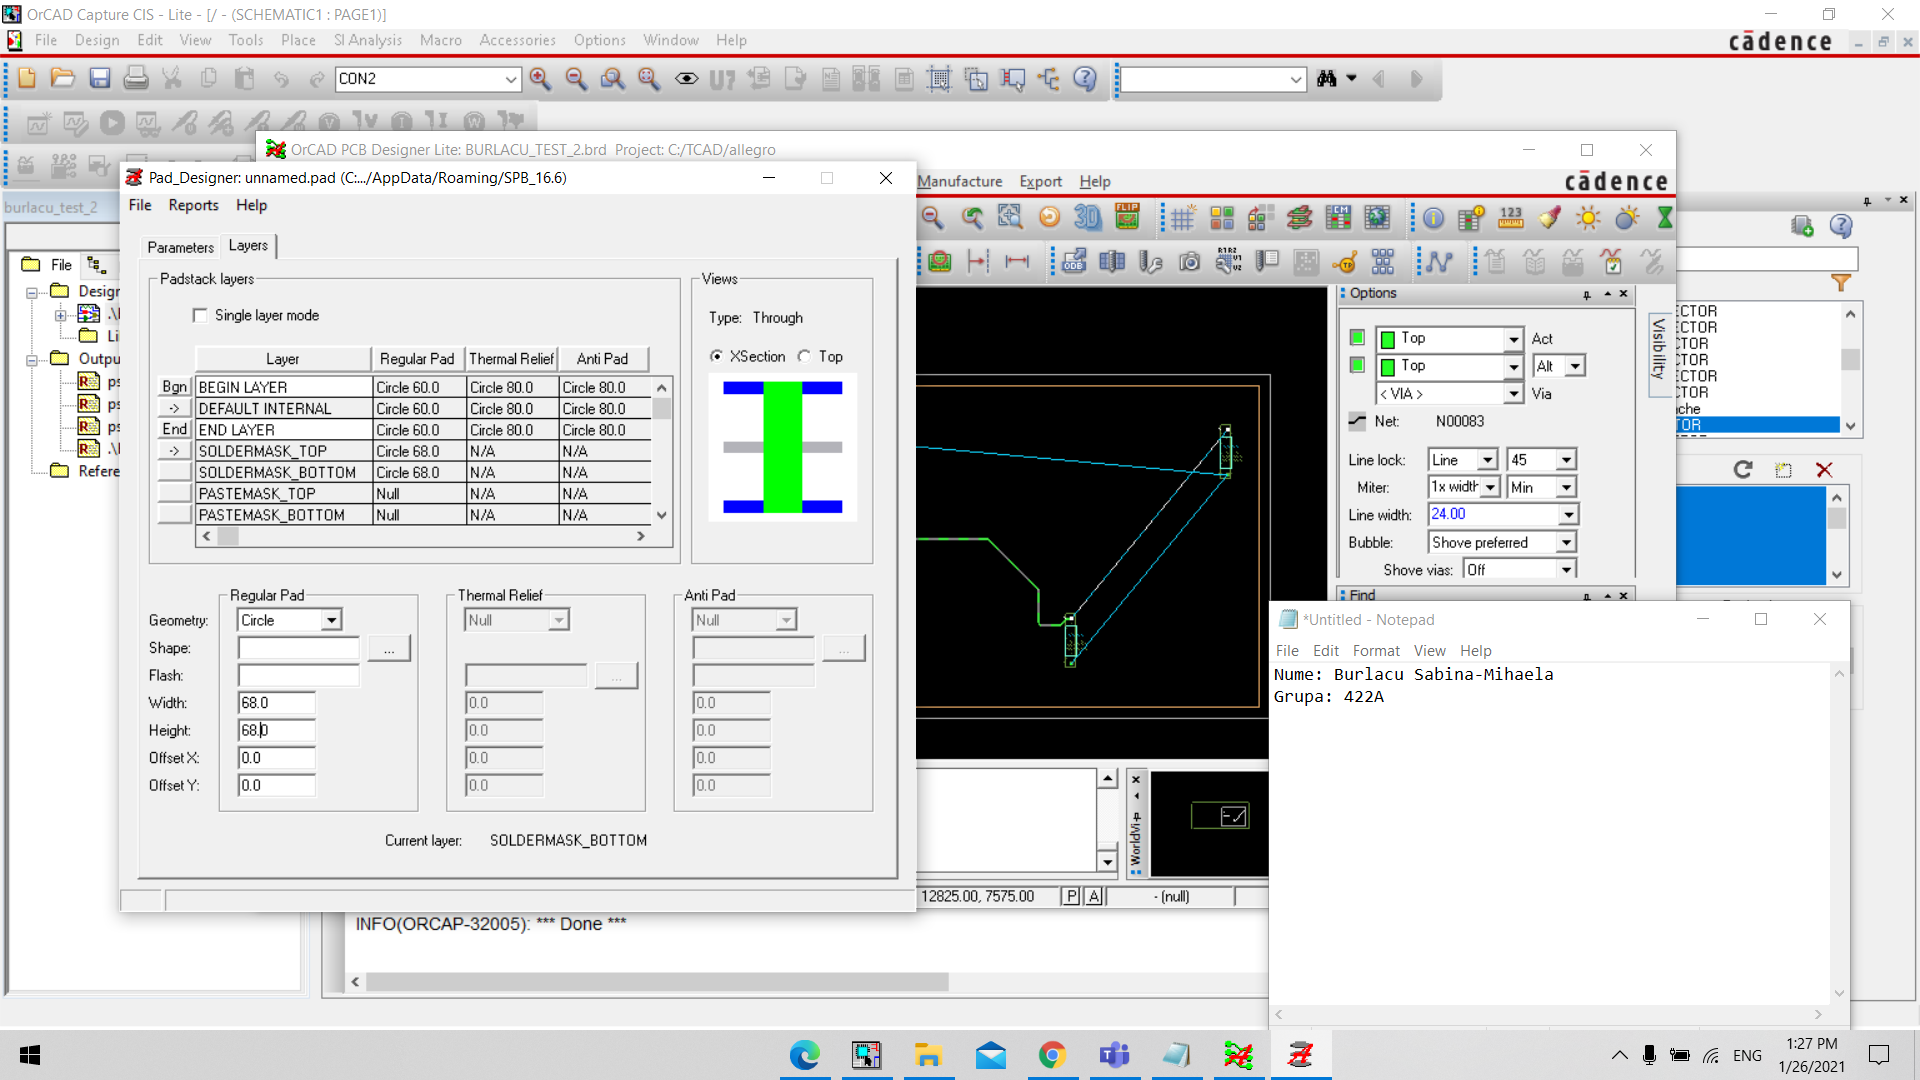 OrCAD Capture CIS - Lite - [/ - (SCHEMATIC1 : PAGE1)]
File Design Edit View Tools Place SI Analysis Macro Accessories Options Window Help
cādence
CON2
U?
OrCAD PCB Designer Lite: BURLACU_TEST_2.brd Project: C:/TCAD/allegro
Manufacture Export Help
cādence
Pad_Designer: unnamed.pad (C:.../AppData/Roaming/SPB_16.6)
File Reports Help
Parameters Layers
Padstack layers
Single layer mode
Layer Regular Pad Thermal Relief Anti Pad
Bgn BEGIN LAYER Circle 60.0 Circle 80.0 Circle 80.0
-> DEFAULT INTERNAL Circle 60.0 Circle 80.0 Circle 80.0
End END LAYER Circle 60.0 Circle 80.0 Circle 80.0
-> SOLDERMASK_TOP Circle 68.0 N/A N/A
SOLDERMASK_BOTTOM Circle 68.0 N/A N/A
PASTEMASK_TOP Null N/A N/A
PASTEMASK_BOTTOM Null N/A N/A
Views
Type: Through
XSection Top
Regular Pad Thermal Relief Anti Pad
Geometry: Circle Null Null
Shape: ... ...
Flash: ...
Width: 68.0 0.0 0.0
Height: 68.0 0.0 0.0
Offset X: 0.0 0.0 0.0
Offset Y: 0.0 0.0 0.0
Current layer: SOLDERMASK_BOTTOM
burlacu_test_2
File
Design
Outpu
Refere
3D FLIP
123
ODB
R1R2
Options
Top Act
Top Alt
< VIA > Via
Net: N00083
Line lock: Line 45
Miter: 1x width Min
Line width: 24.00
Bubble: Shove preferred
Shove vias: Off
Find
Visibility
CTOR
ECTOR
CTOR
ECTOR
ECTOR
CTOR
che
TOR
WorldVi
12825.00, 7575.00 P A - (null)
INFO(ORCAP-32005): *** Done ***
*Untitled - Notepad
File Edit Format View Help
Nume: Burlacu Sabina-Mihaela
Grupa: 422A
ENG
1:27 PM
1/26/2021